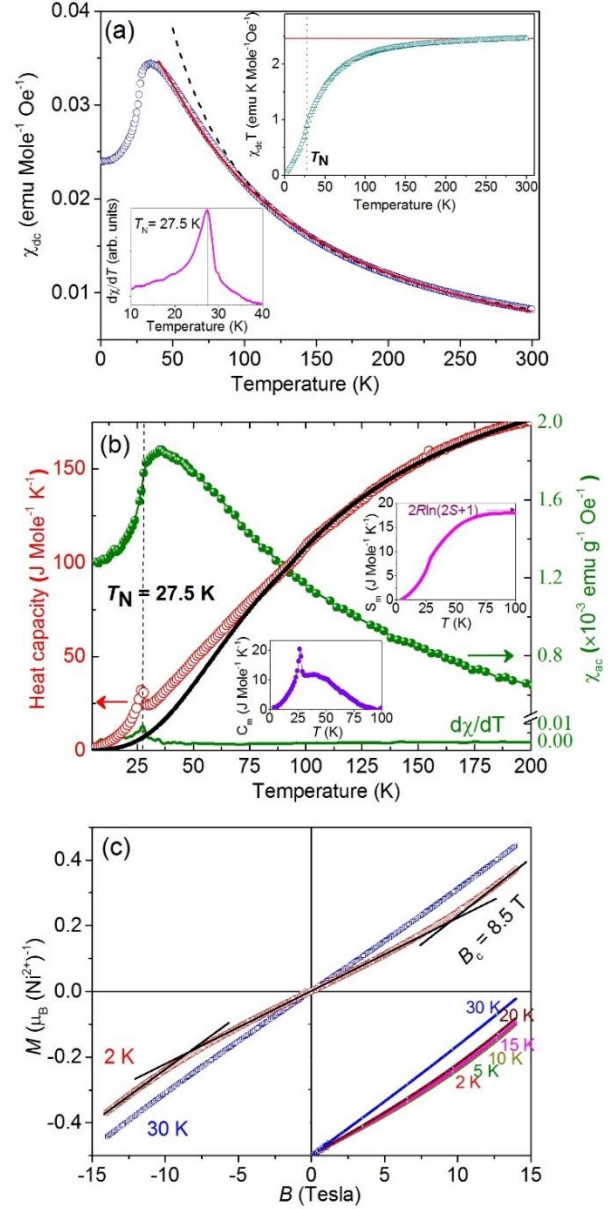 (a)
0.04
0.03
0.02
0.01
χdc (emu Mole-1 Oe-1)
0 50 100 150 200 250 300
Temperature (K)
χdcT (emu K Mole-1Oe-1)
3
2
1
0
TN
0 50 100 150 200 250 300
Temperature (K)
TN = 27.5 K
dχ/dT (arb. units)
10 20 30 40
Temperature (K)
(b)
150
100
50
0
Heat capacity (J Mole-1 K-1)
2.0
1.6
1.2
0.8
0.01
0.00
χac (×10-3 emu g-1 Oe-1)
TN = 27.5 K
2Rln(2S+1)
Sm (J Mole-1 K-1)
20
15
10
5
0
0 25 50 75 100
T (K)
Cm (J Mole-1 K-1)
20
10
0
0 25 50 75 100
T (K)
dχ/dT
25 50 75 100 125 150 175 200
Temperature (K)
(c)
0.4
0.2
0.0
-0.2
-0.4
M (μB (Ni2+)-1)
Bc = 8.5 T
2 K
30 K
30 K
20 K
15 K
10 K
5 K
2 K
-15 -10 -5 0 5 10 15
B (Tesla)